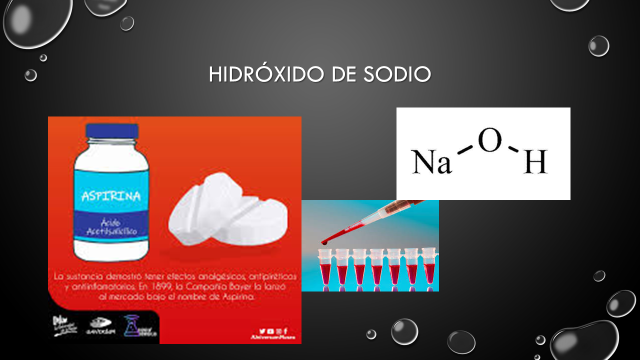 HIDRÓXIDO DE SODIO
Na O H
ASPIRINA
Ácido
Acetilsalicílico
La sustancia demostró tener efectos analgésicos, antipiréticos
y antiinflamatorios. En 1899, la Compañía Bayer la lanzó
al mercado bajo el nombre de Aspirina.